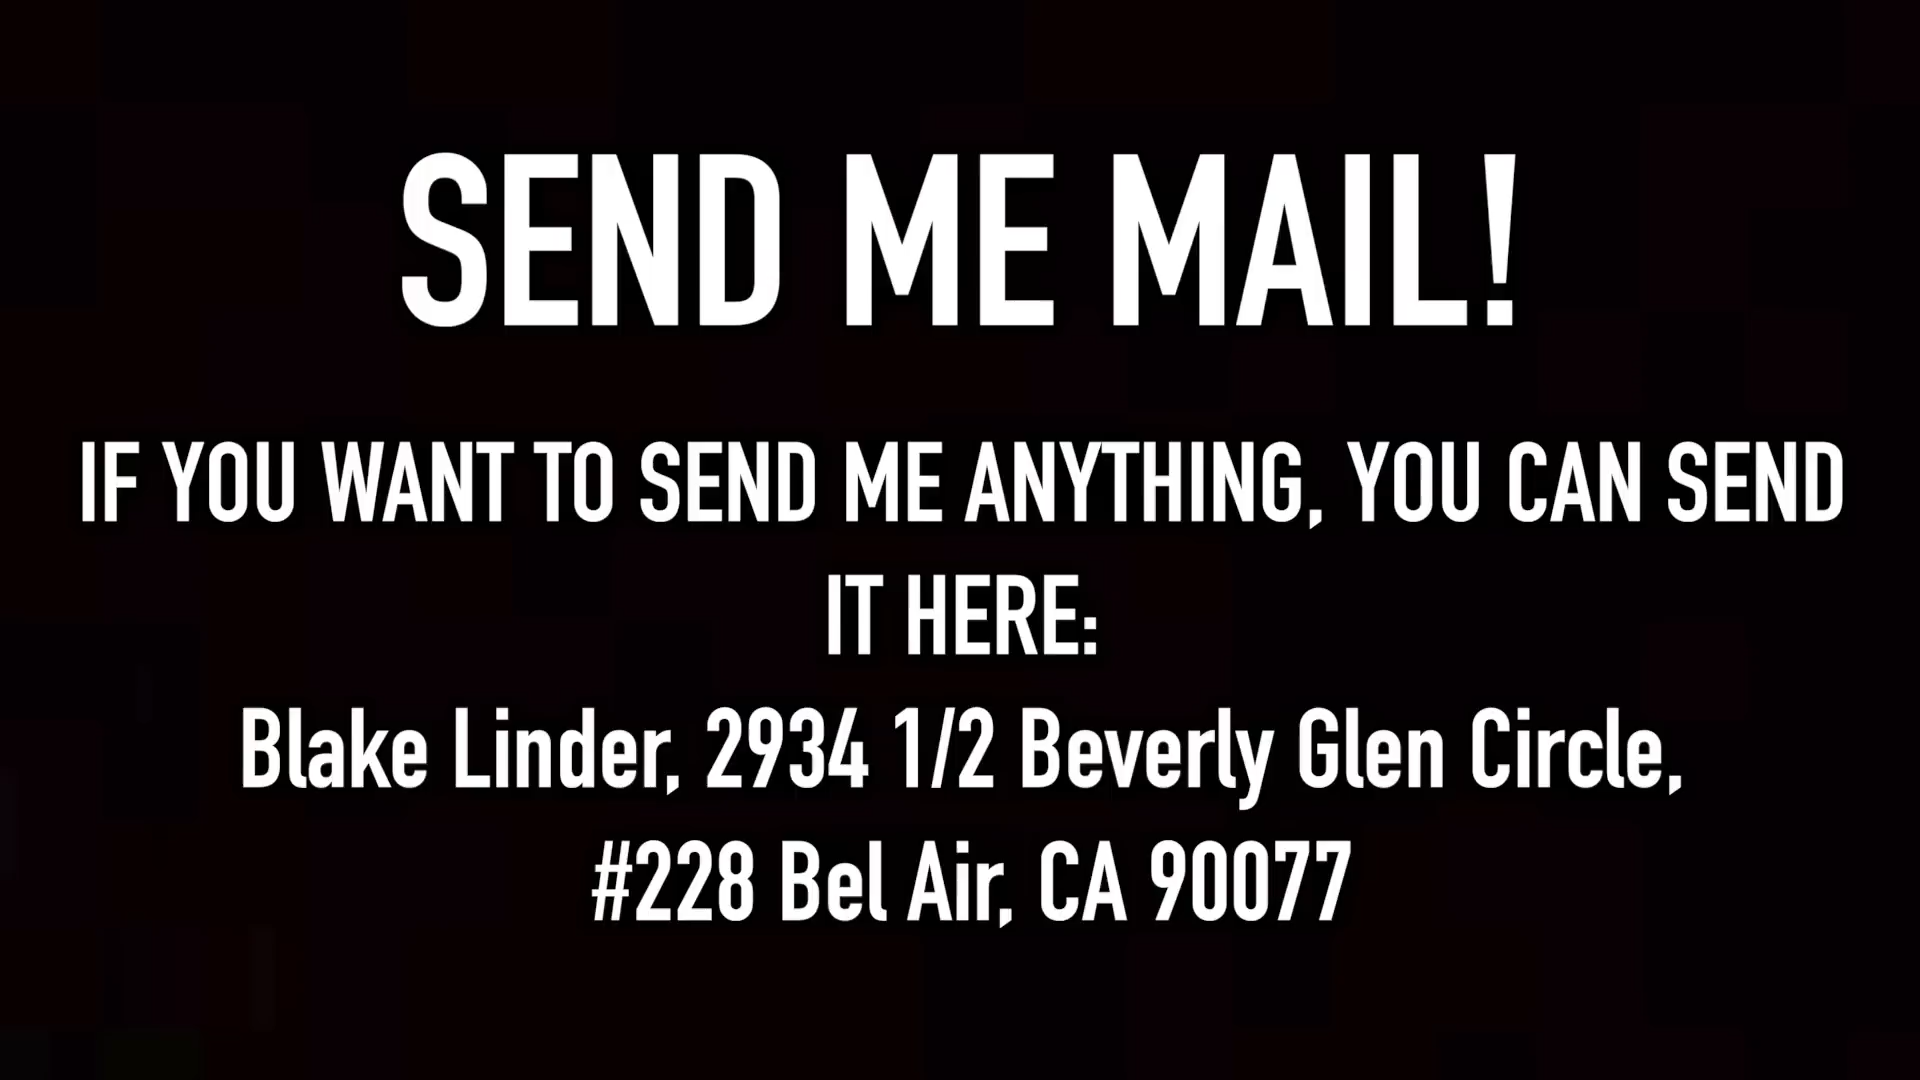 SEND ME MAIL!
IF YOU WANT TO SEND ME ANYTHING, YOU CAN SEND
IT HERE:
Blake Linder, 2934 1/2 Beverly Glen Circle,
#228 Bel Air, CA 90077